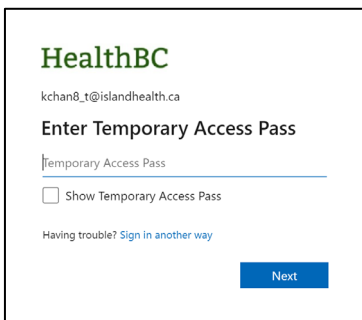 HealthBC
kchan8_t@islandhealth.ca
Enter Temporary Access Pass
Temporary Access Pass
Show Temporary Access Pass
Having trouble? Sign in another way
Next